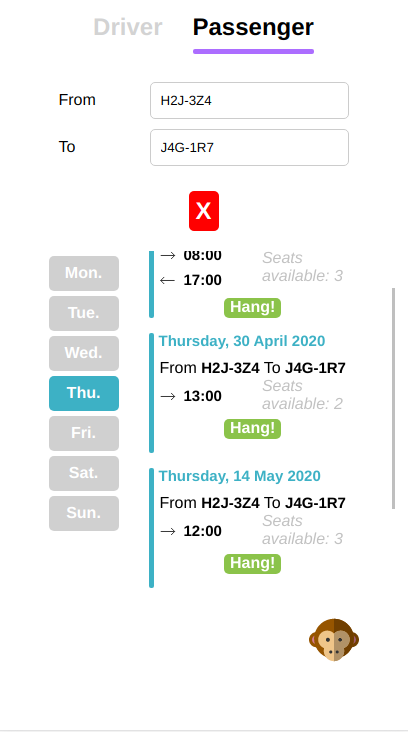 Driver Passenger
From H2J-3Z4
To J4G-1R7
X
Mon.
Tue.
Wed.
Thu.
Fri.
Sat.
Sun.
→ 08:00 Seats
← 17:00 available: 3
Hang!
Thursday, 30 April 2020
From H2J-3Z4 To J4G-1R7
→ 13:00 Seats
available: 2
Hang!
Thursday, 14 May 2020
From H2J-3Z4 To J4G-1R7
→ 12:00 Seats
available: 3
Hang!